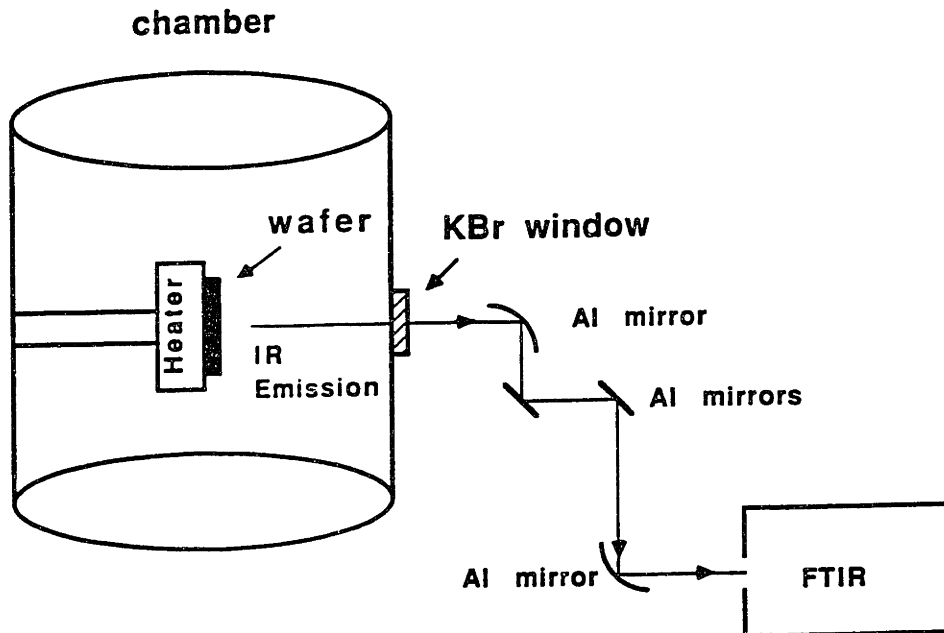 chamber
wafer
KBr window
Heater
Al mirror
IR
Emission
Al mirrors
Al mirror
FTIR